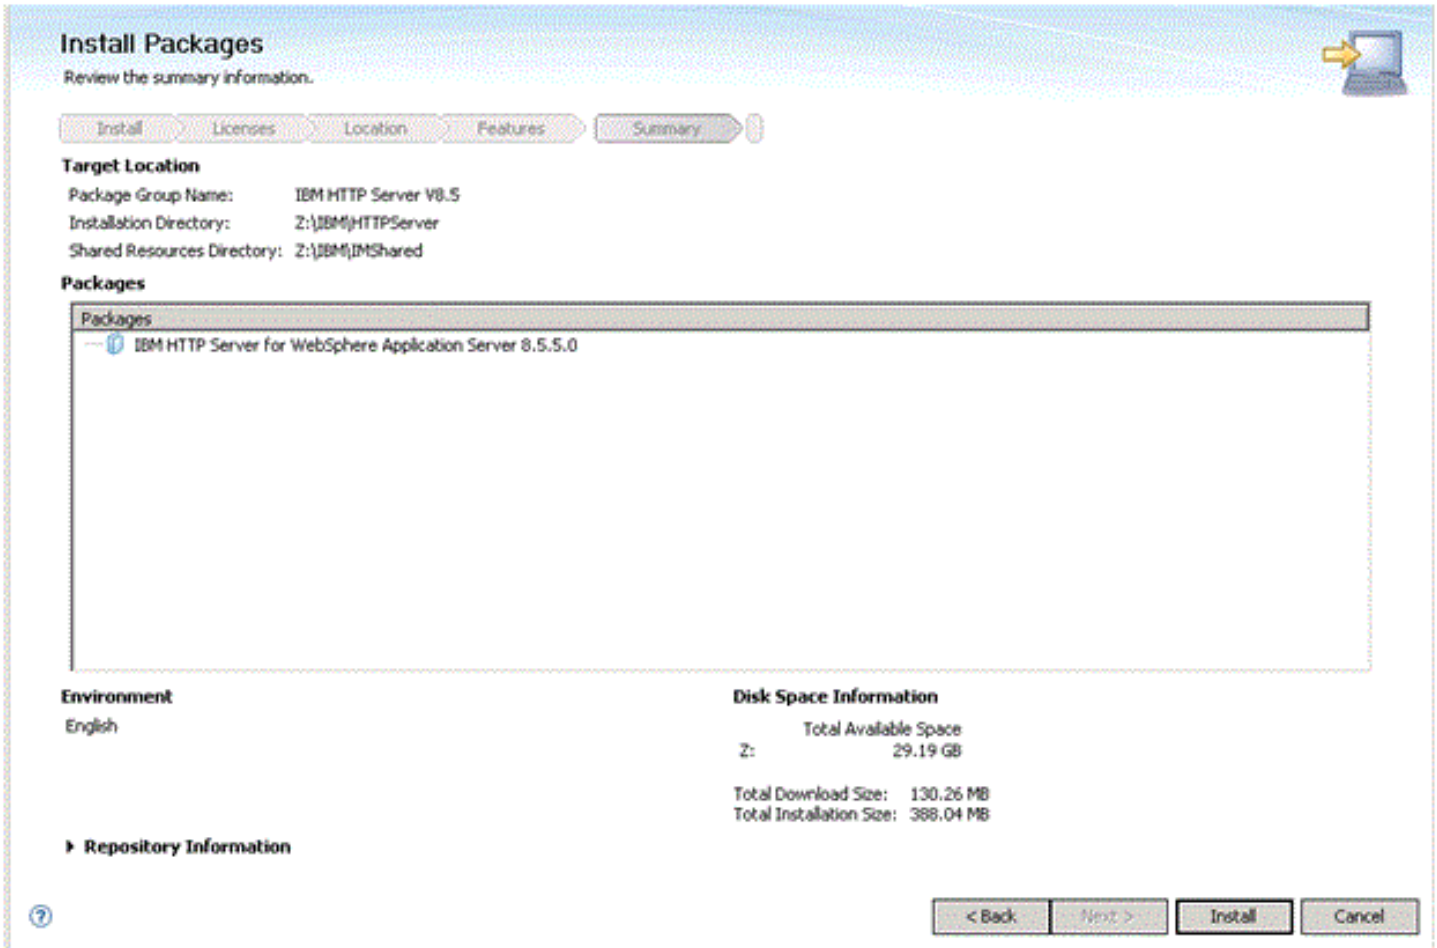 Install Packages
Review the summary information.
Install Licenses Location Features Summary
Target Location
Package Group Name: IBM HTTP Server V8.5
Installation Directory: Z:\IBM\HTTPServer
Shared Resources Directory: Z:\IBM\IMShared
Packages
Packages
IBM HTTP Server for WebSphere Application Server 8.5.5.0
Environment
English
Disk Space Information
Total Available Space
Z: 29.19 GB
Total Download Size: 130.26 MB
Total Installation Size: 388.04 MB
Repository Information
? < Back Next > Install Cancel